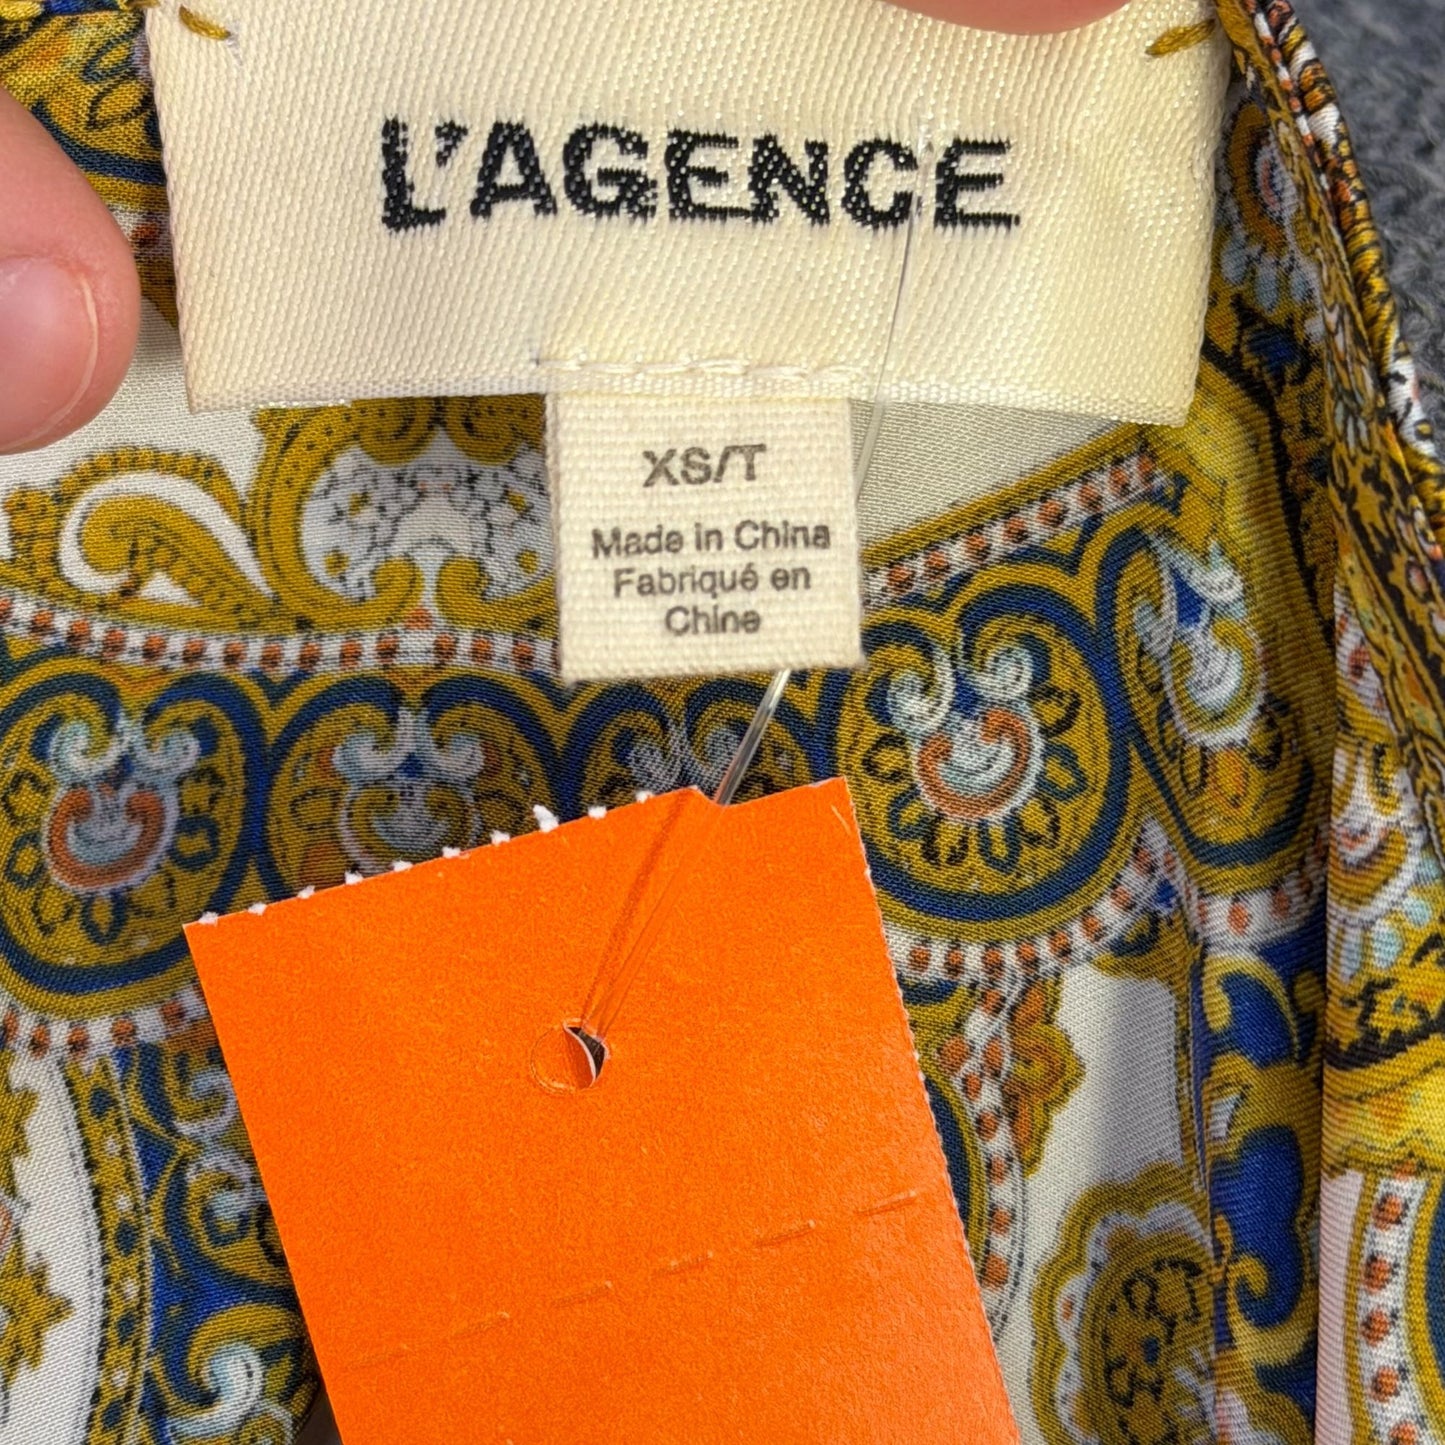 L'AGENCE
XS/T
Made in China
Fabriqué en
Chine